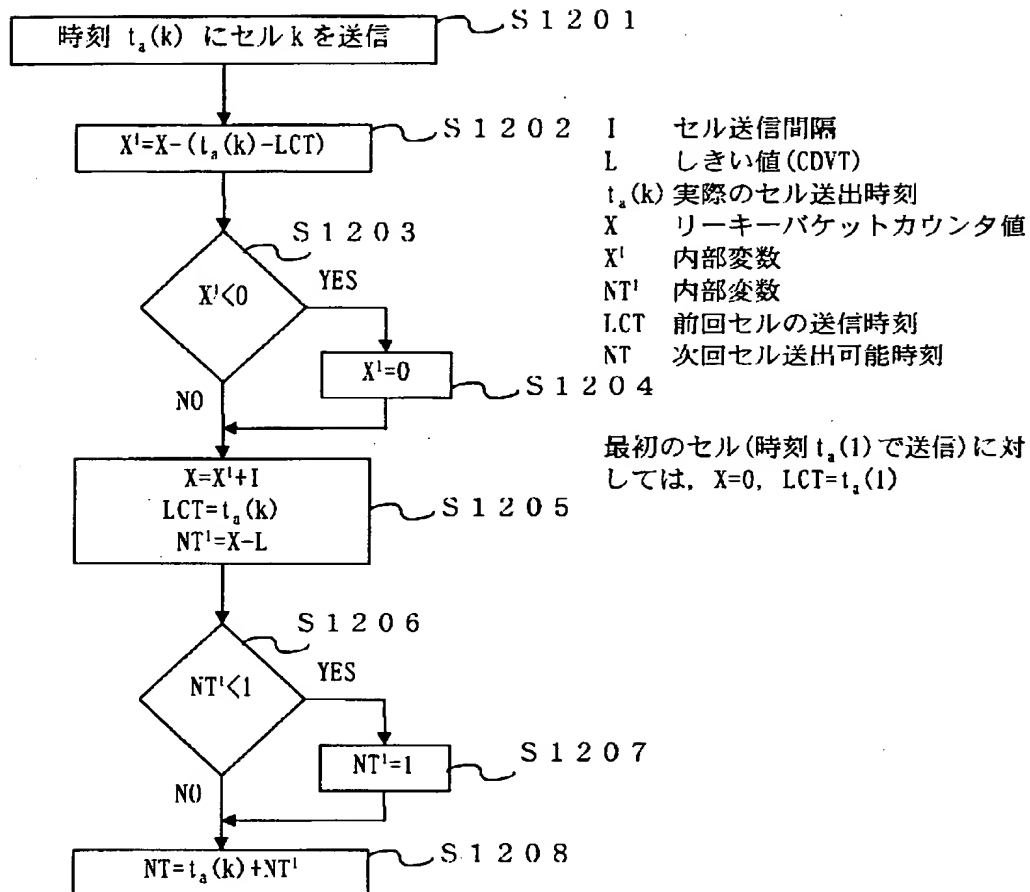 時刻 tₐ(k) にセル k を送信
S1201
X¹=X-(tₐ(k)-LCT)
S1202
I セル送信間隔
L しきい値(CDVT)
tₐ(k) 実際のセル送出時刻
X リーキーバケットカウンタ値
X¹ 内部変数
NT¹ 内部変数
LCT 前回セルの送信時刻
NT 次回セル送出可能時刻
最初のセル(時刻 tₐ(1) で送信)に対
しては, X=0, LCT=tₐ(1)
S1203
X¹<0
YES
X¹=0
S1204
NO
X=X¹+I
LCT=tₐ(k)
NT¹=X-L
S1205
S1206
NT¹<1
YES
NT¹=1
S1207
NO
NT=tₐ(k)+NT¹
S1208